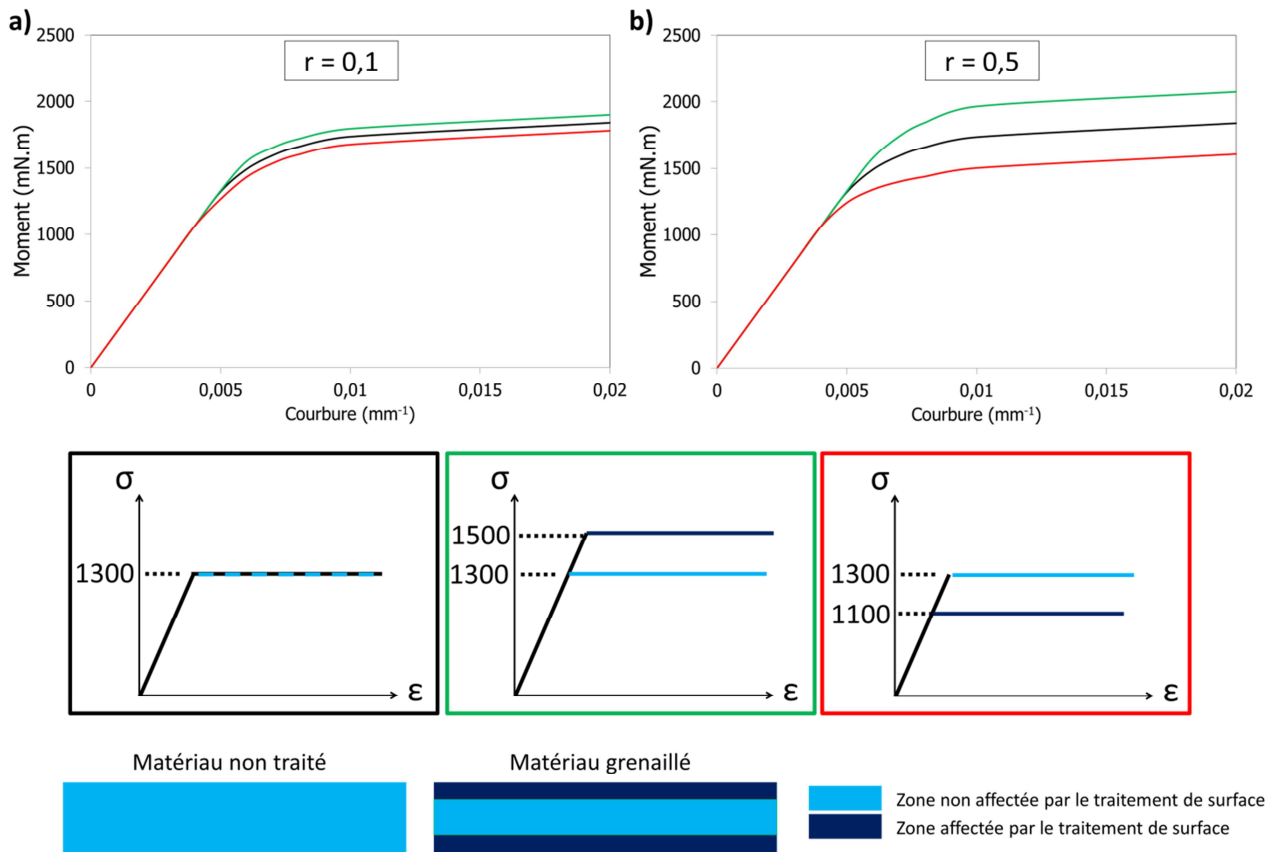 a)
r = 0,1
Moment (mN.m)
2500
2000
1500
1000
500
0
0 0,005 0,01 0,015 0,02
Courbure (mm⁻¹)
b)
r = 0,5
Moment (mN.m)
2500
2000
1500
1000
500
0
0 0,005 0,01 0,015 0,02
Courbure (mm⁻¹)
σ
1300
ε
σ
1500
1300
ε
σ
1300
1100
ε
Matériau non traité
Matériau grenaillé
Zone non affectée par le traitement de surface
Zone affectée par le traitement de surface